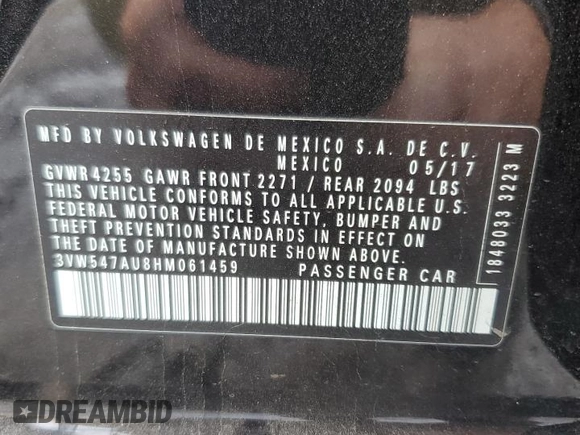 MFD BY VOLKSWAGEN DE MEXICO S.A. DE C.V.
MEXICO 05/17
GVWR 4255 GAWR FRONT 2271 / REAR 2094 LBS
THIS VEHICLE CONFORMS TO ALL APPLICABLE U.S.
FEDERAL MOTOR VEHICLE SAFETY, BUMPER AND
THEFT PREVENTION STANDARDS IN EFFECT ON
THE DATE OF MANUFACTURE SHOWN ABOVE.
3VW547AU8HM061459 PASSENGER CAR
1848033 3223 M
DREAMBID